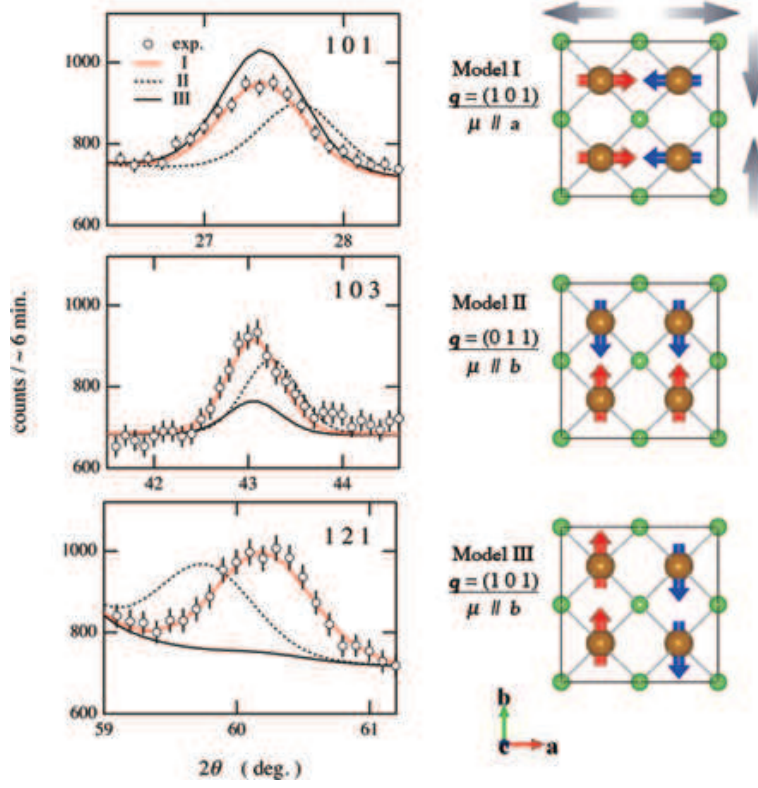 1 0 1
exp.
I
II
III
1000
800
600
27
28
Model I
q = (1 0 1)
μ // a
1 0 3
1000
800
600
42
43
44
counts / ~ 6 min.
Model II
q = (0 1 1)
μ // b
1 2 1
1000
800
600
59
60
61
2θ ( deg. )
Model III
q = (1 0 1)
μ // b
b
c
a